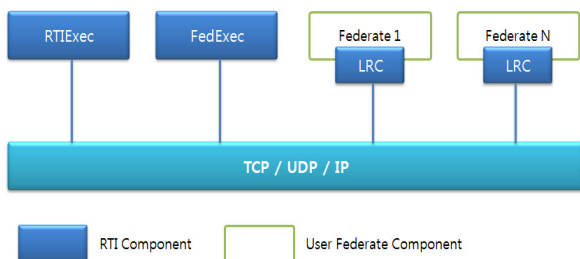 RTIExec
FedExec
Federate 1
LRC
Federate N
LRC
TCP / UDP / IP
RTI Component
User Federate Component